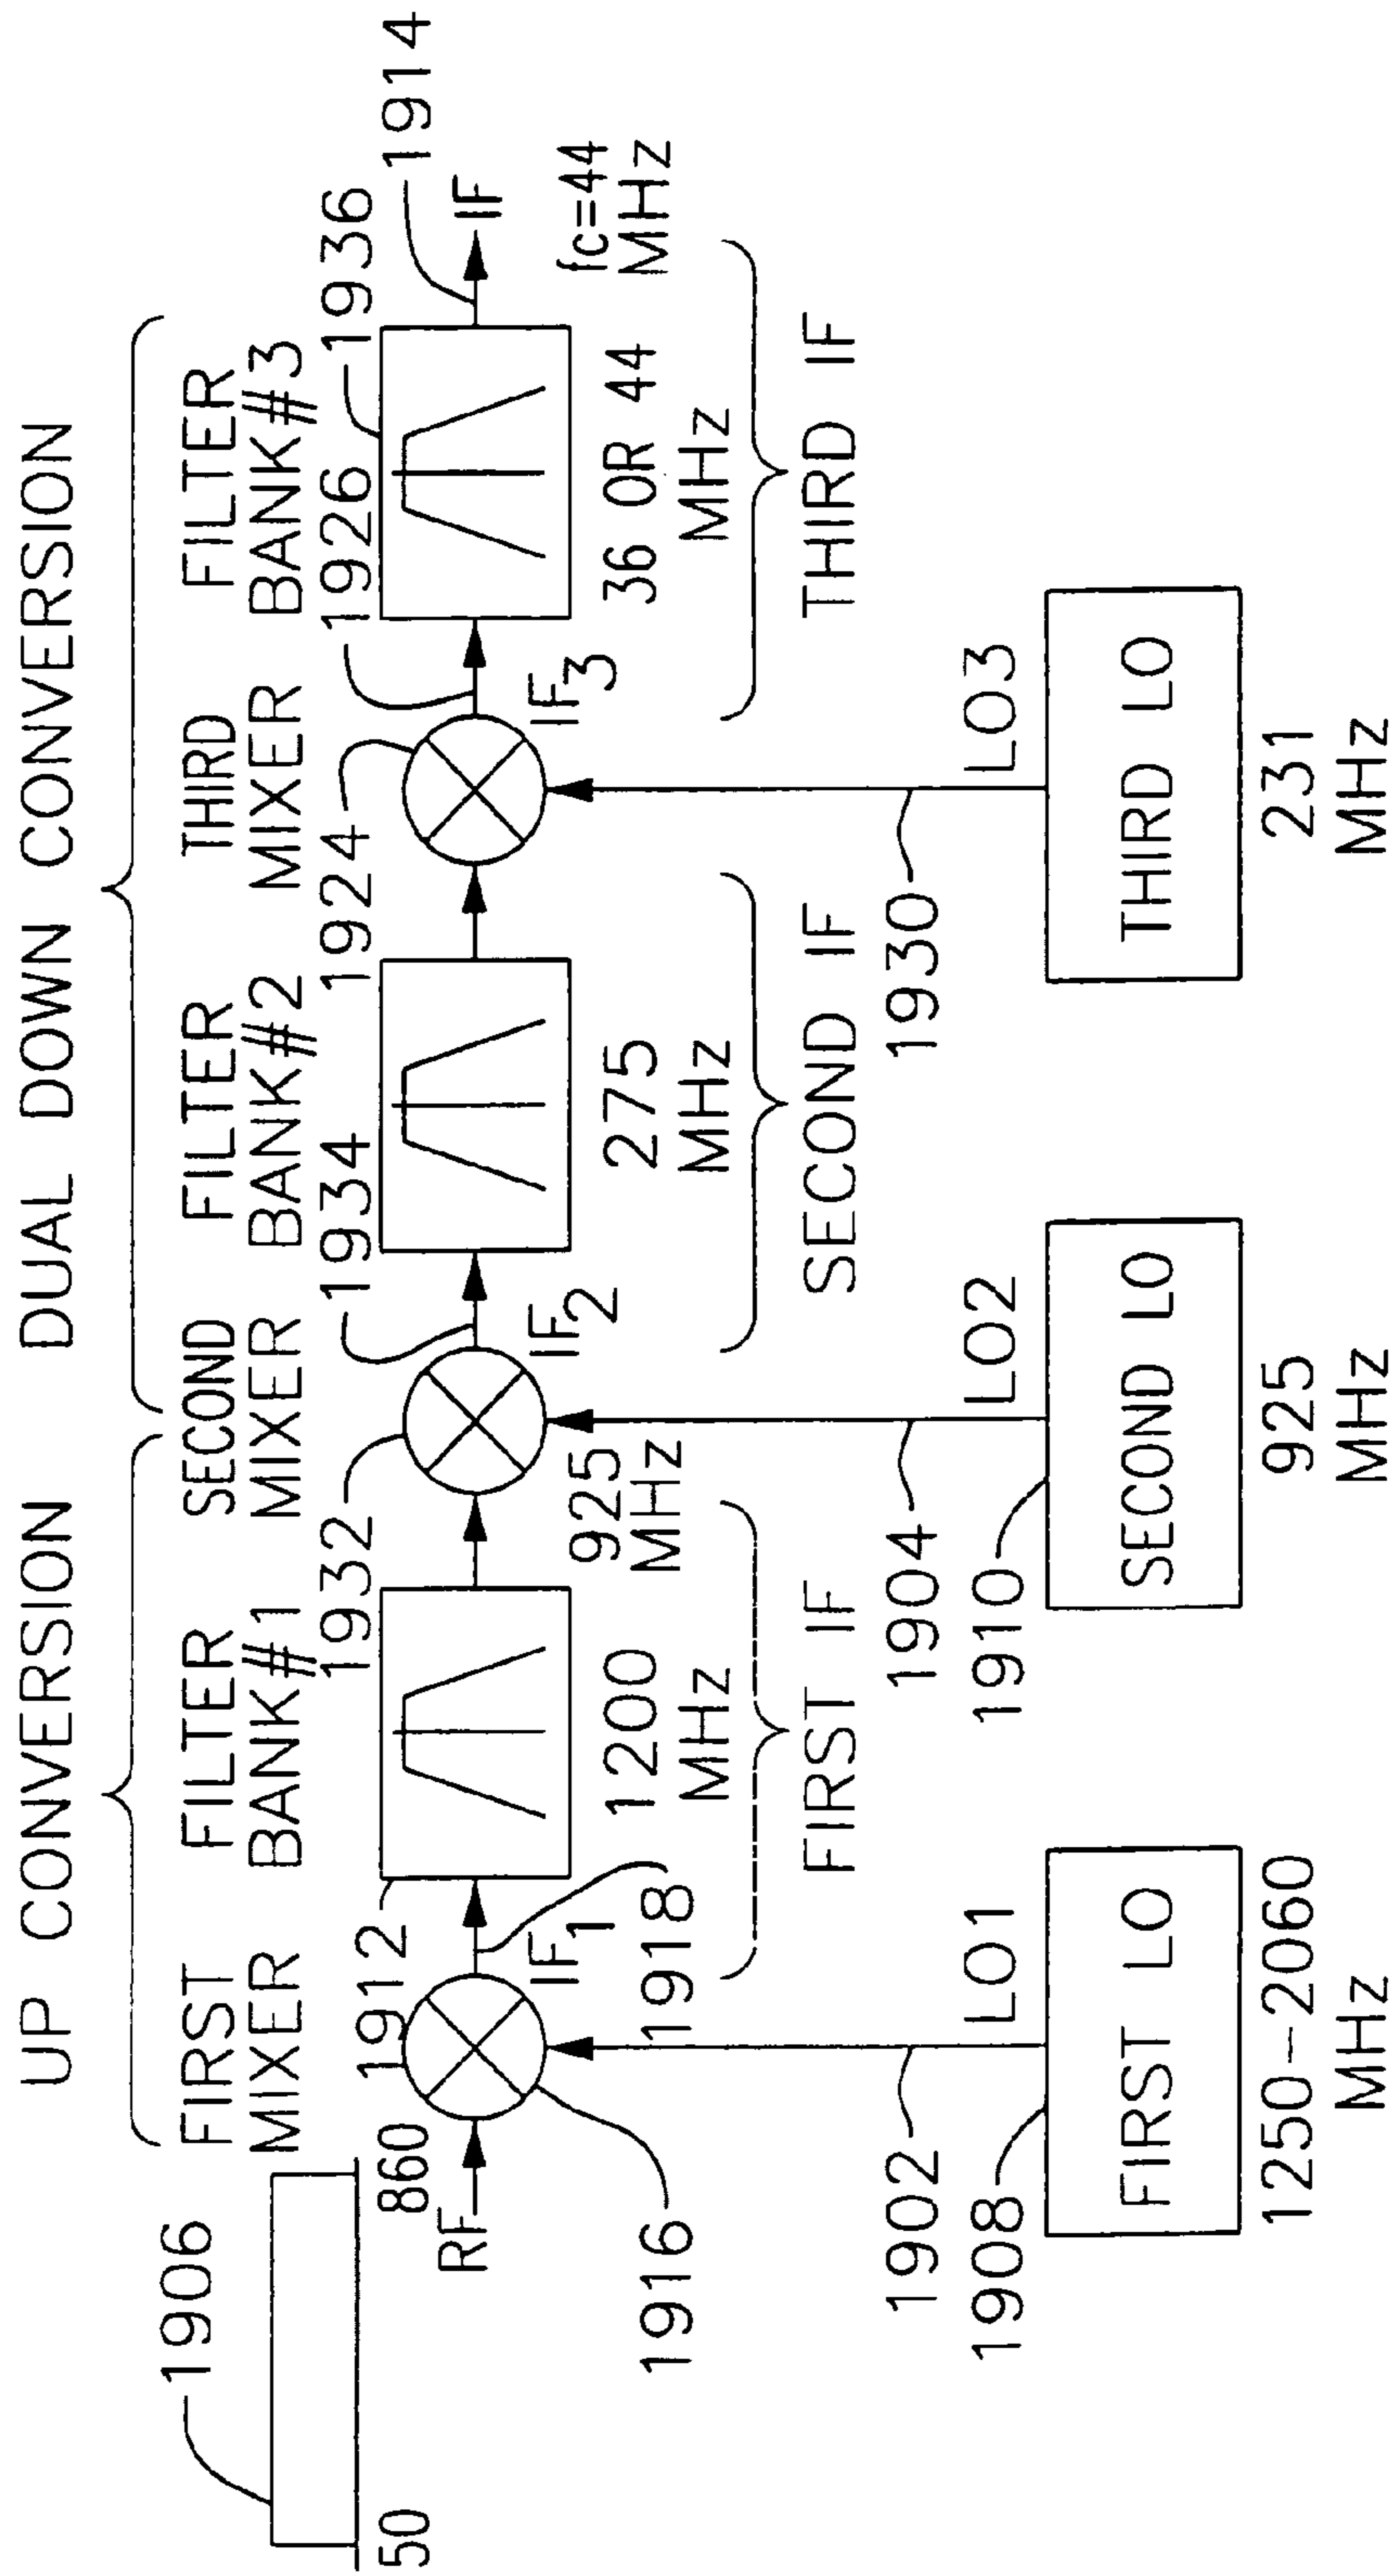 UP CONVERSION
DUAL DOWN CONVERSION
FIRST
MIXER
FILTER
BANK#1
SECOND
MIXER
FILTER
BANK#2
THIRD
MIXER
FILTER
BANK#3
1906
50
860
RF
1916
1912
IF1
1918
1200
MHz
FIRST IF
1932
925
MHz
1934
IF2
275
MHz
SECOND IF
1924
1926
IF3
1936
36 OR 44
MHz
THIRD IF
1914
IF
fc=44
MHz
1902
LO1
1908
FIRST LO
1250–2060
MHz
1904
LO2
1910
SECOND LO
925
MHz
1930
LO3
THIRD LO
231
MHz